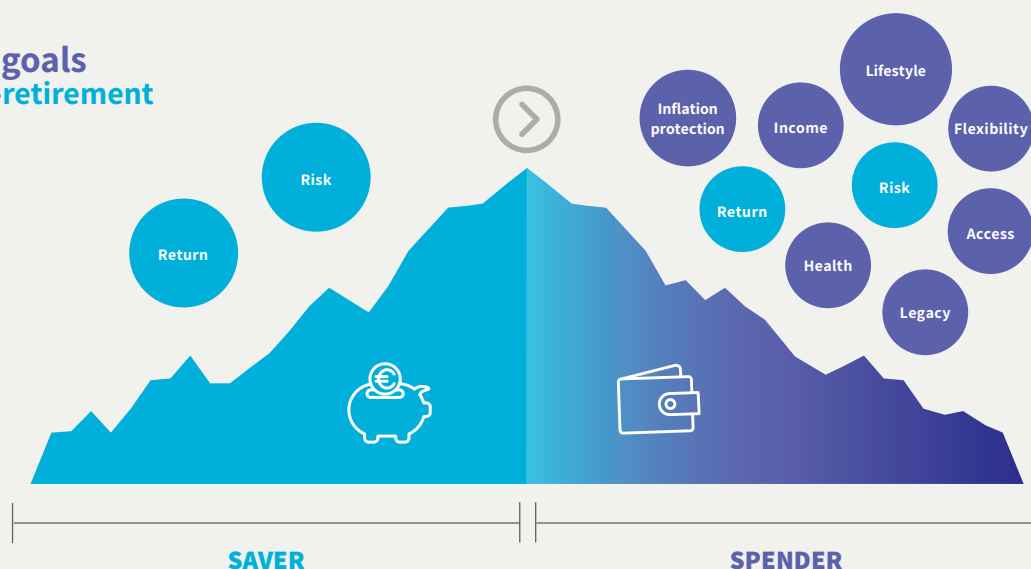 goals
-retirement
Risk
Return
Inflation
protection
Income
Lifestyle
Flexibility
Return
Risk
Access
Health
Legacy
€
SAVER
SPENDER